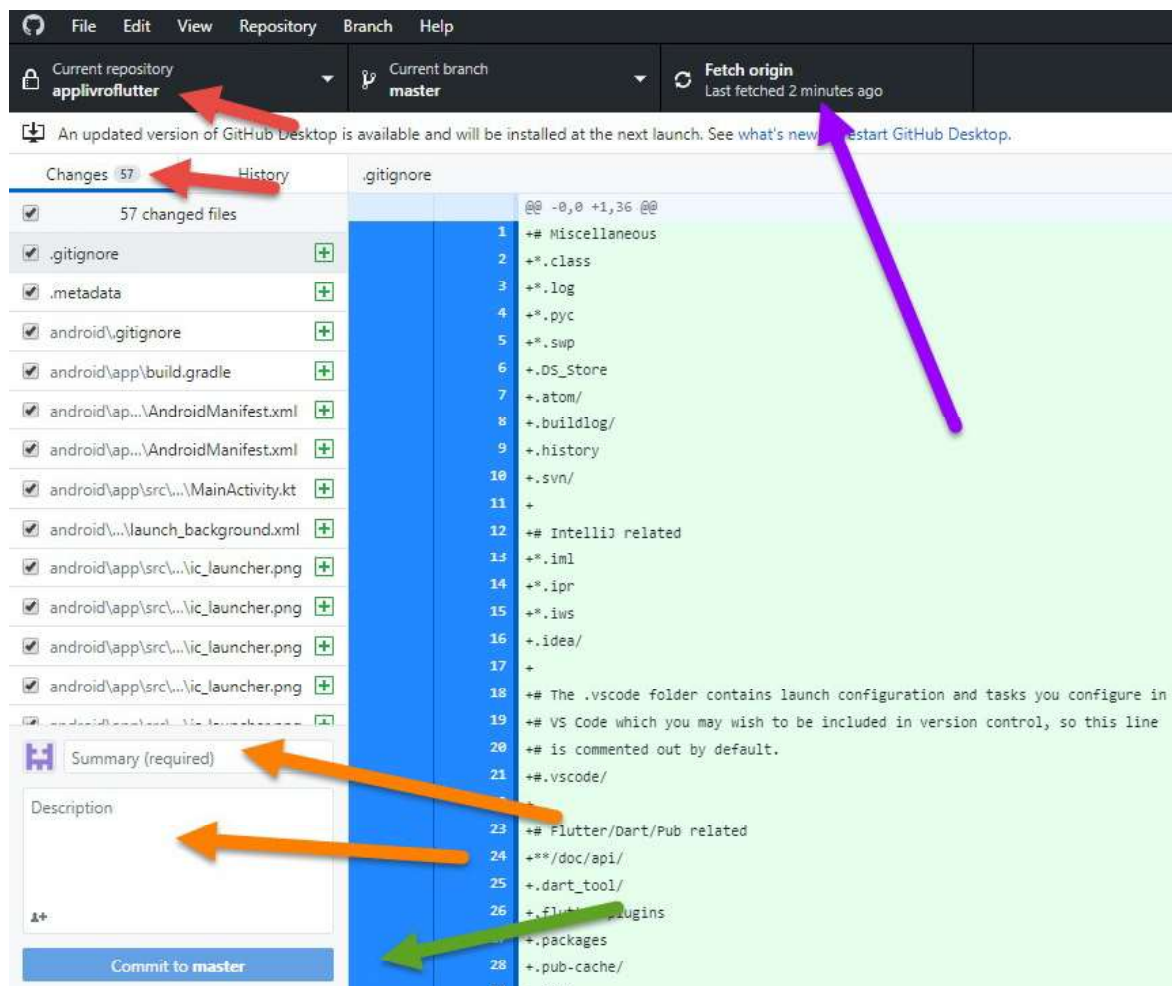 File Edit View Repository Branch Help
Current repository
applivroflutter
Current branch
master
Fetch origin
Last fetched 2 minutes ago
An updated version of GitHub Desktop is available and will be installed at the next launch. See what's new restart GitHub Desktop.
Changes 57 History
57 changed files
.gitignore
.metadata
android\.gitignore
android\app\build.gradle
android\ap...\AndroidManifest.xml
android\ap...\AndroidManifest.xml
android\app\src\...\MainActivity.kt
android\...\launch_background.xml
android\app\src\...\ic_launcher.png
android\app\src\...\ic_launcher.png
android\app\src\...\ic_launcher.png
android\app\src\...\ic_launcher.png
Summary (required)
Description
Commit to master
.gitignore
@@ -0,0 +1,36 @@
1 +# Miscellaneous
2 +*.class
3 +*.log
4 +*.pyc
5 +*.swp
6 +.DS_Store
7 +.atom/
8 +.buildlog/
9 +.history
10 +.svn/
11 +
12 +# IntelliJ related
13 +*.iml
14 +*.ipr
15 +*.iws
16 +.idea/
17 +
18 +# The .vscode folder contains launch configuration and tasks you configure in
19 +# VS Code which you may wish to be included in version control, so this line
20 +# is commented out by default.
21 +#.vscode/
+
23 +# Flutter/Dart/Pub related
24 +**/doc/api/
25 +.dart_tool/
26 +.flutter-plugins
+.packages
28 +.pub-cache/